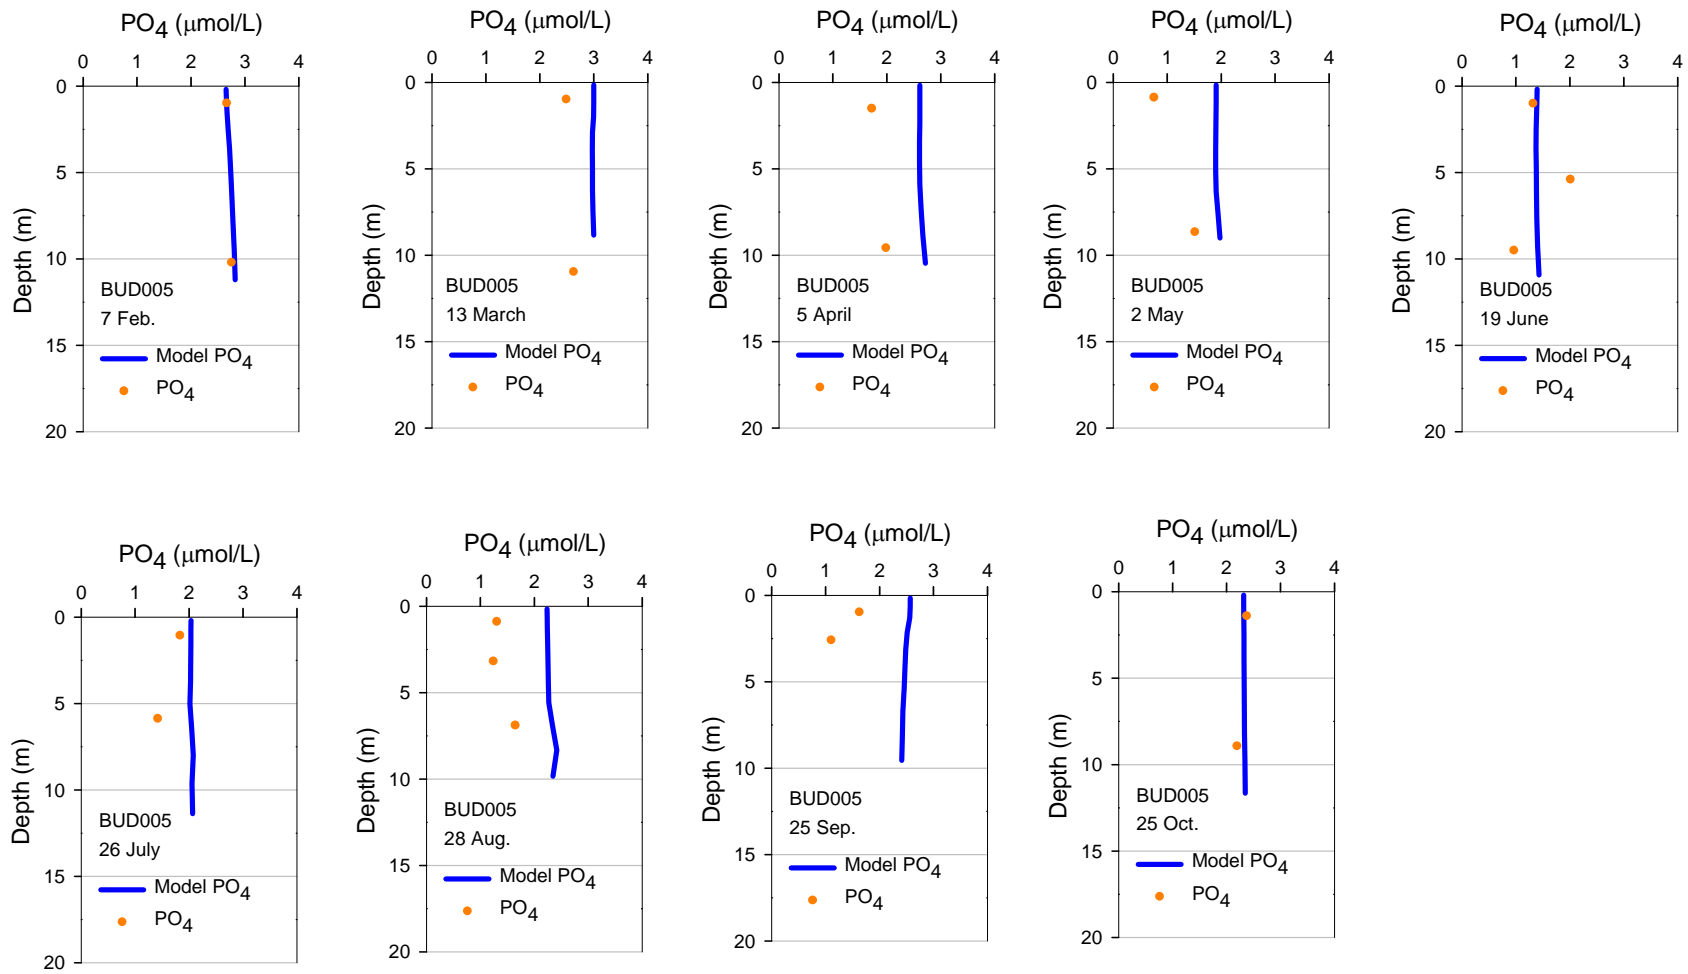 PO4 (μmol/L)
0 1 2 3 4
0
5
10
15
20
Depth (m)
BUD005
7 Feb.
Model PO4
PO4
PO4 (μmol/L)
0 1 2 3 4
0
5
10
15
20
Depth (m)
BUD005
13 March
Model PO4
PO4
PO4 (μmol/L)
0 1 2 3 4
0
5
10
15
20
Depth (m)
BUD005
5 April
Model PO4
PO4
PO4 (μmol/L)
0 1 2 3 4
0
5
10
15
20
Depth (m)
BUD005
2 May
Model PO4
PO4
PO4 (μmol/L)
0 1 2 3 4
0
5
10
15
20
Depth (m)
BUD005
19 June
Model PO4
PO4
PO4 (μmol/L)
0 1 2 3 4
0
5
10
15
20
Depth (m)
BUD005
26 July
Model PO4
PO4
PO4 (μmol/L)
0 1 2 3 4
0
5
10
15
20
Depth (m)
BUD005
28 Aug.
Model PO4
PO4
PO4 (μmol/L)
0 1 2 3 4
0
5
10
15
20
Depth (m)
BUD005
25 Sep.
Model PO4
PO4
PO4 (μmol/L)
0 1 2 3 4
0
5
10
15
20
Depth (m)
BUD005
25 Oct.
Model PO4
PO4